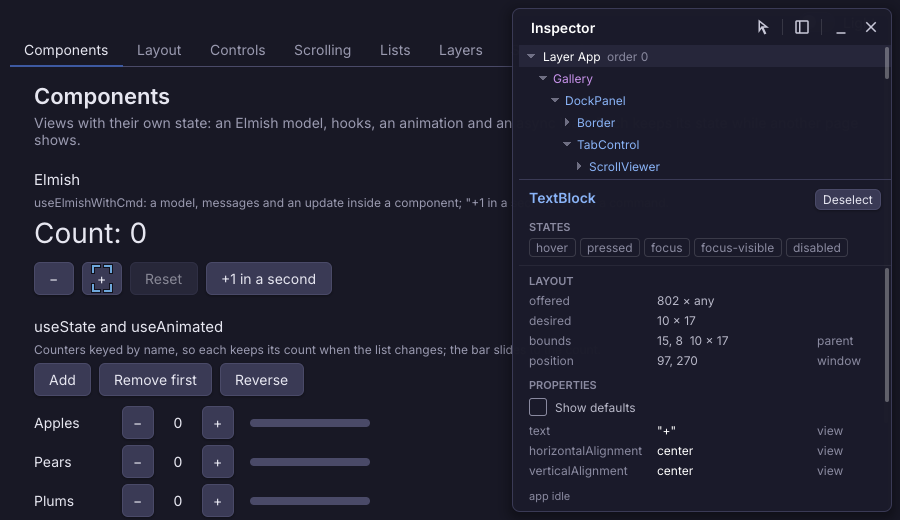 Components Layout Controls Scrolling Lists Layers
Components
Views with their own state: an Elmish model, hooks, an animation and an
shows.
Elmish
useElmishWithCmd: a model, messages and an update inside a component; "+1 in a
Count: 0
− + Reset +1 in a second
useState and useAnimated
Counters keyed by name, so each keeps its count when the list changes; the bar slid
Add Remove first Reverse
Apples − 0 +
Pears − 0 +
Plums − 0 +
Inspector
Layer App order 0
Gallery
DockPanel
Border
TabControl
ScrollViewer
TextBlock Deselect
STATES
hover pressed focus focus-visible disabled
LAYOUT
offered 802 × any
desired 10 × 17
bounds 15, 8 10 × 17 parent
position 97, 270 window
PROPERTIES
Show defaults
text "+" view
horizontalAlignment center view
verticalAlignment center view
app idle